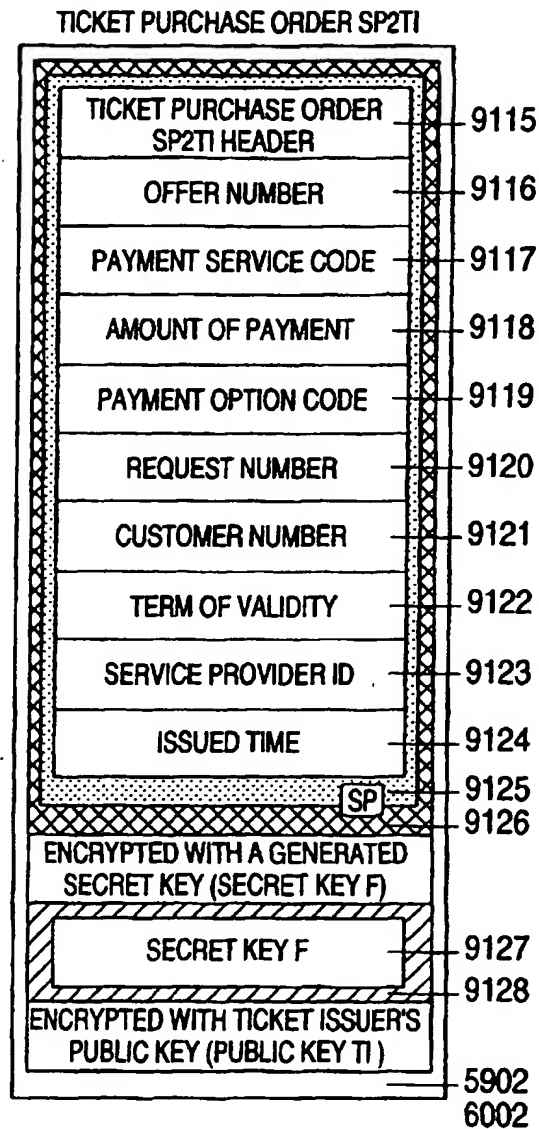 TICKET PURCHASE ORDER SP2TI
TICKET PURCHASE ORDER
SP2TI HEADER
9115
OFFER NUMBER
9116
PAYMENT SERVICE CODE
9117
AMOUNT OF PAYMENT
9118
PAYMENT OPTION CODE
9119
REQUEST NUMBER
9120
CUSTOMER NUMBER
9121
TERM OF VALIDITY
9122
SERVICE PROVIDER ID
9123
ISSUED TIME
9124
SP
9125
9126
ENCRYPTED WITH A GENERATED
SECRET KEY (SECRET KEY F)
SECRET KEY F
9127
9128
ENCRYPTED WITH TICKET ISSUER'S
PUBLIC KEY (PUBLIC KEY TI )
5902
6002